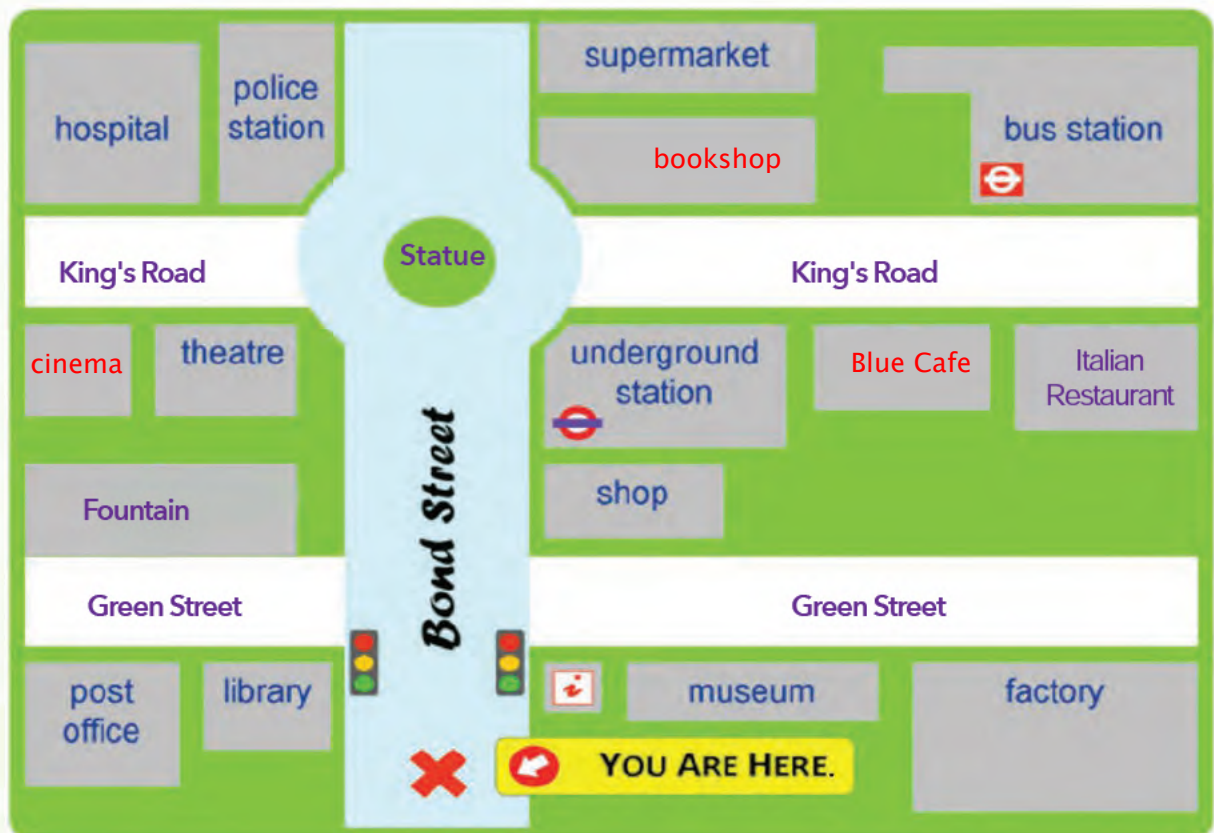 hospital
police
station
supermarket
bookshop
bus station
King's Road
Statue
King's Road
cinema
theatre
underground
station
Blue Cafe
Italian
Restaurant
Fountain
Bond Street
shop
Green Street
Green Street
post
office
library
i
museum
factory
YOU ARE HERE.